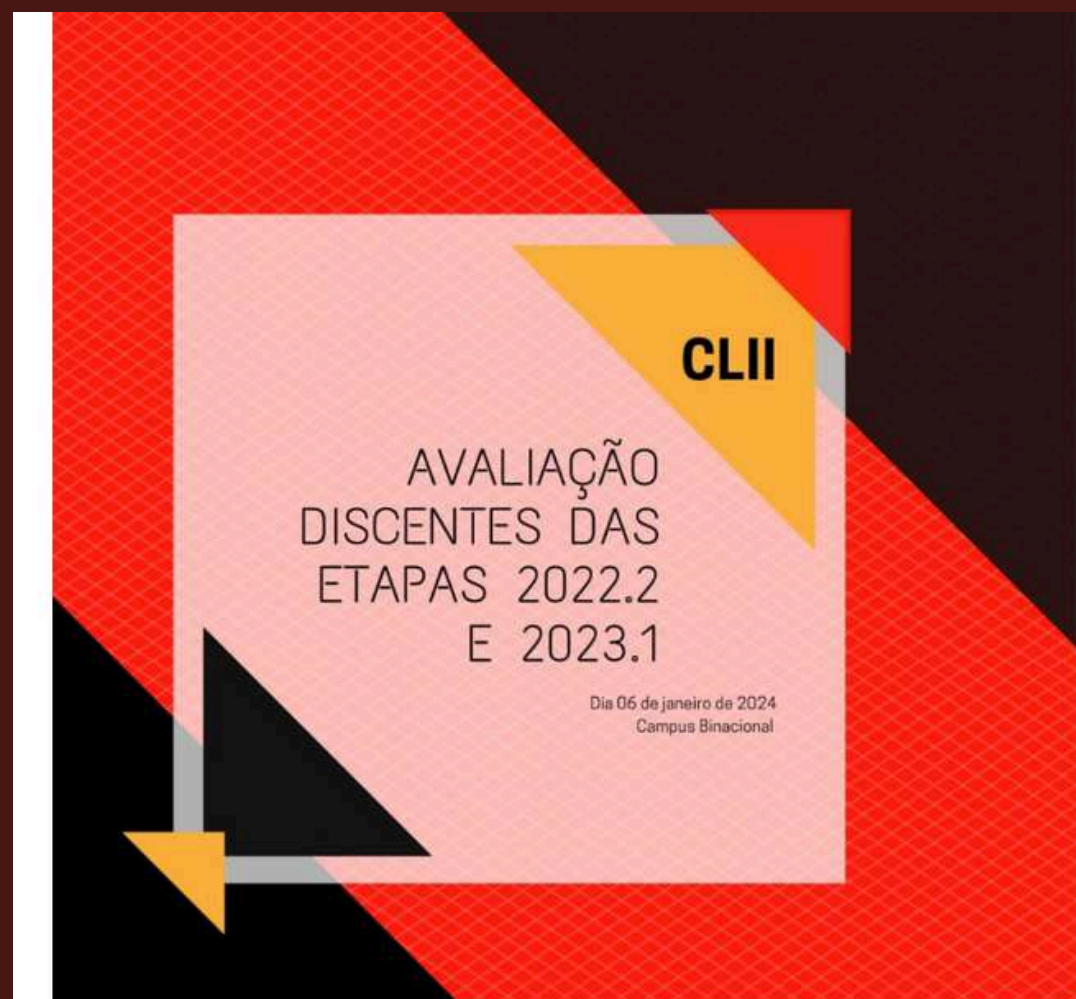 CLII
AVALIAÇÃO
DISCENTES DAS
ETAPAS 2022.2
E 2023.1
Dia 06 de janeiro de 2024
Campus Binacional